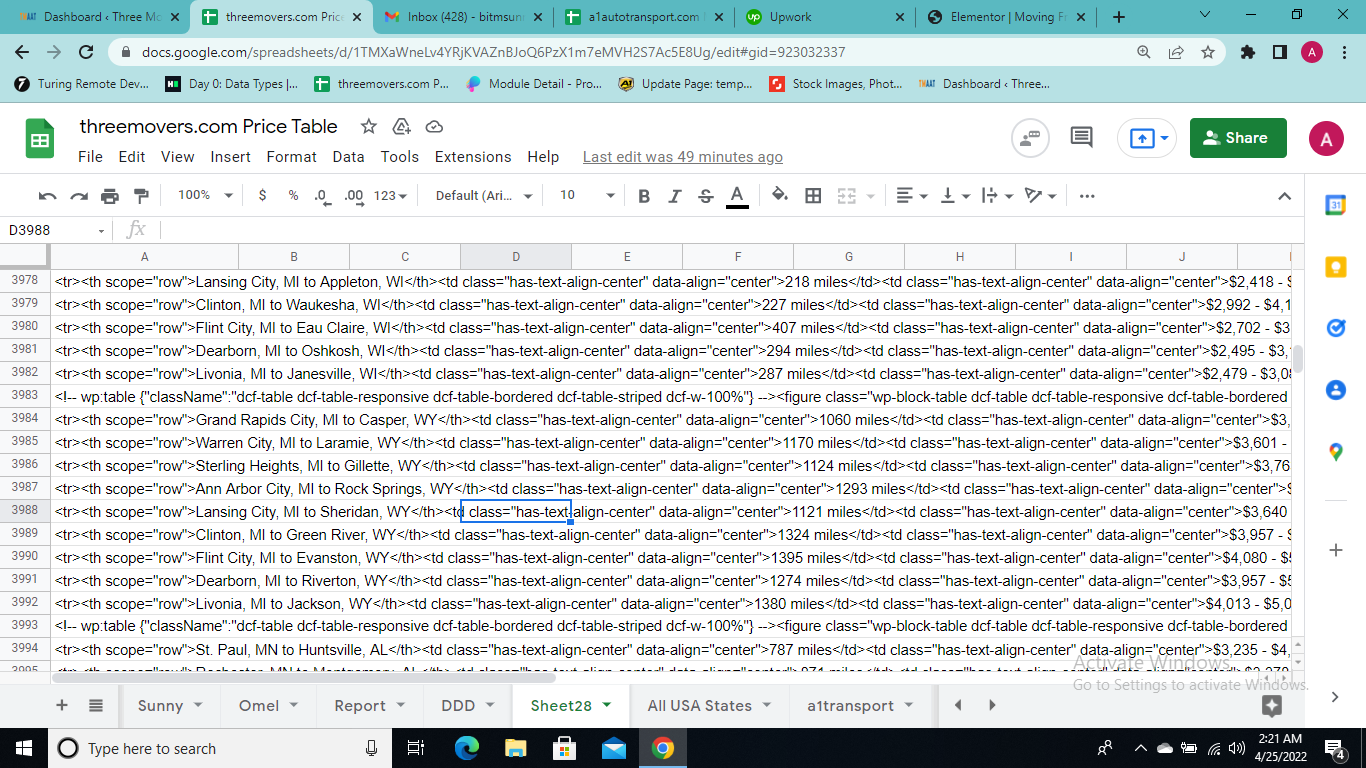 Dashboard ‹ Three Mo
threemovers.com Pric
Inbox (428) - bitmsun
a1autotransport.com
Upwork
Elementor | Moving F
docs.google.com/spreadsheets/d/1TMXaWneLv4YRjKVAZnBJoQ6PzX1m7eMVH2S7Ac5E8Ug/edit#gid=923032337
Turing Remote Dev...
Day 0: Data Types |...
threemovers.com P...
Module Detail - Pro...
Update Page: temp...
Stock Images, Phot...
Dashboard ‹ Three...
threemovers.com Price Table
File Edit View Insert Format Data Tools Extensions Help Last edit was 49 minutes ago
Share
100% $ % .0 .00 123 Default (Ari... 10 B I S A
D3988 fx
A B C D E F G H I J
3978 <tr><th scope="row">Lansing City, MI to Appleton, WI</th><td class="has-text-align-center" data-align="center">218 miles</td><td class="has-text-align-center" data-align="center">$2,418 -
3979 <tr><th scope="row">Clinton, MI to Waukesha, WI</th><td class="has-text-align-center" data-align="center">227 miles</td><td class="has-text-align-center" data-align="center">$2,992 - $4,1
3980 <tr><th scope="row">Flint City, MI to Eau Claire, WI</th><td class="has-text-align-center" data-align="center">407 miles</td><td class="has-text-align-center" data-align="center">$2,702 - $3
3981 <tr><th scope="row">Dearborn, MI to Oshkosh, WI</th><td class="has-text-align-center" data-align="center">294 miles</td><td class="has-text-align-center" data-align="center">$2,495 - $3,
3982 <tr><th scope="row">Livonia, MI to Janesville, WI</th><td class="has-text-align-center" data-align="center">287 miles</td><td class="has-text-align-center" data-align="center">$2,479 - $3,0
3983 <!-- wp:table {"className":"dcf-table dcf-table-responsive dcf-table-bordered dcf-table-striped dcf-w-100%"} --><figure class="wp-block-table dcf-table dcf-table-responsive dcf-table-bordered
3984 <tr><th scope="row">Grand Rapids City, MI to Casper, WY</th><td class="has-text-align-center" data-align="center">1060 miles</td><td class="has-text-align-center" data-align="center">$3,
3985 <tr><th scope="row">Warren City, MI to Laramie, WY</th><td class="has-text-align-center" data-align="center">1170 miles</td><td class="has-text-align-center" data-align="center">$3,601 -
3986 <tr><th scope="row">Sterling Heights, MI to Gillette, WY</th><td class="has-text-align-center" data-align="center">1124 miles</td><td class="has-text-align-center" data-align="center">$3,76
3987 <tr><th scope="row">Ann Arbor City, MI to Rock Springs, WY</th><td class="has-text-align-center" data-align="center">1293 miles</td><td class="has-text-align-center" data-align="center">
3988 <tr><th scope="row">Lansing City, MI to Sheridan, WY</th><td class="has-text-align-center" data-align="center">1121 miles</td><td class="has-text-align-center" data-align="center">$3,640
3989 <tr><th scope="row">Clinton, MI to Green River, WY</th><td class="has-text-align-center" data-align="center">1324 miles</td><td class="has-text-align-center" data-align="center">$3,957 -
3990 <tr><th scope="row">Flint City, MI to Evanston, WY</th><td class="has-text-align-center" data-align="center">1395 miles</td><td class="has-text-align-center" data-align="center">$4,080 -
3991 <tr><th scope="row">Dearborn, MI to Riverton, WY</th><td class="has-text-align-center" data-align="center">1274 miles</td><td class="has-text-align-center" data-align="center">$3,957 - $5
3992 <tr><th scope="row">Livonia, MI to Jackson, WY</th><td class="has-text-align-center" data-align="center">1380 miles</td><td class="has-text-align-center" data-align="center">$4,013 - $5,0
3993 <!-- wp:table {"className":"dcf-table dcf-table-responsive dcf-table-bordered dcf-table-striped dcf-w-100%"} --><figure class="wp-block-table dcf-table dcf-table-responsive dcf-table-bordered
3994 <tr><th scope="row">St. Paul, MN to Huntsville, AL</th><td class="has-text-align-center" data-align="center">787 miles</td><td class="has-text-align-center" data-align="center">$3,235 - $4,
Activate Windows
Go to Settings to activate Windows.
Sunny Omel Report DDD Sheet28 All USA States a1transport
Type here to search
2:21 AM
4/25/2022
4